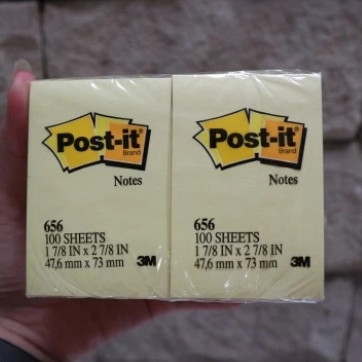 Post-it®
Brand
Notes
656
100 SHEETS
1 7/8 IN x 2 7/8 IN
47,6 mm x 73 mm
3M
Post-it®
Brand
Notes
656
100 SHEETS
1 7/8 IN x 2 7/8 IN
47,6 mm x 73 mm
3M